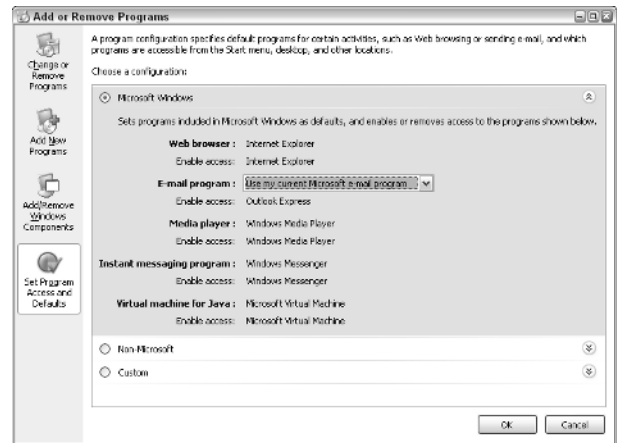 Add or Remove Programs
Change or
Remove
Programs
Add New
Programs
Add/Remove
Windows
Components
Set Program
Access and
Defaults
A program configuration specifies default programs for certain activities, such as Web browsing or sending e-mail, and which
programs are accessible from the Start menu, desktop, and other locations.
Choose a configuration:
Microsoft Windows
Sets programs included in Microsoft Windows as defaults, and enables or removes access to the programs shown below.
Web browser : Internet Explorer
Enable access: Internet Explorer
E-mail program : Use my current Microsoft e-mail program
Enable access: Outlook Express
Media player : Windows Media Player
Enable access: Windows Media Player
Instant messaging program : Windows Messenger
Enable access: Windows Messenger
Virtual machine for Java : Microsoft Virtual Machine
Enable access: Microsoft Virtual Machine
Non-Microsoft
Custom
OK Cancel